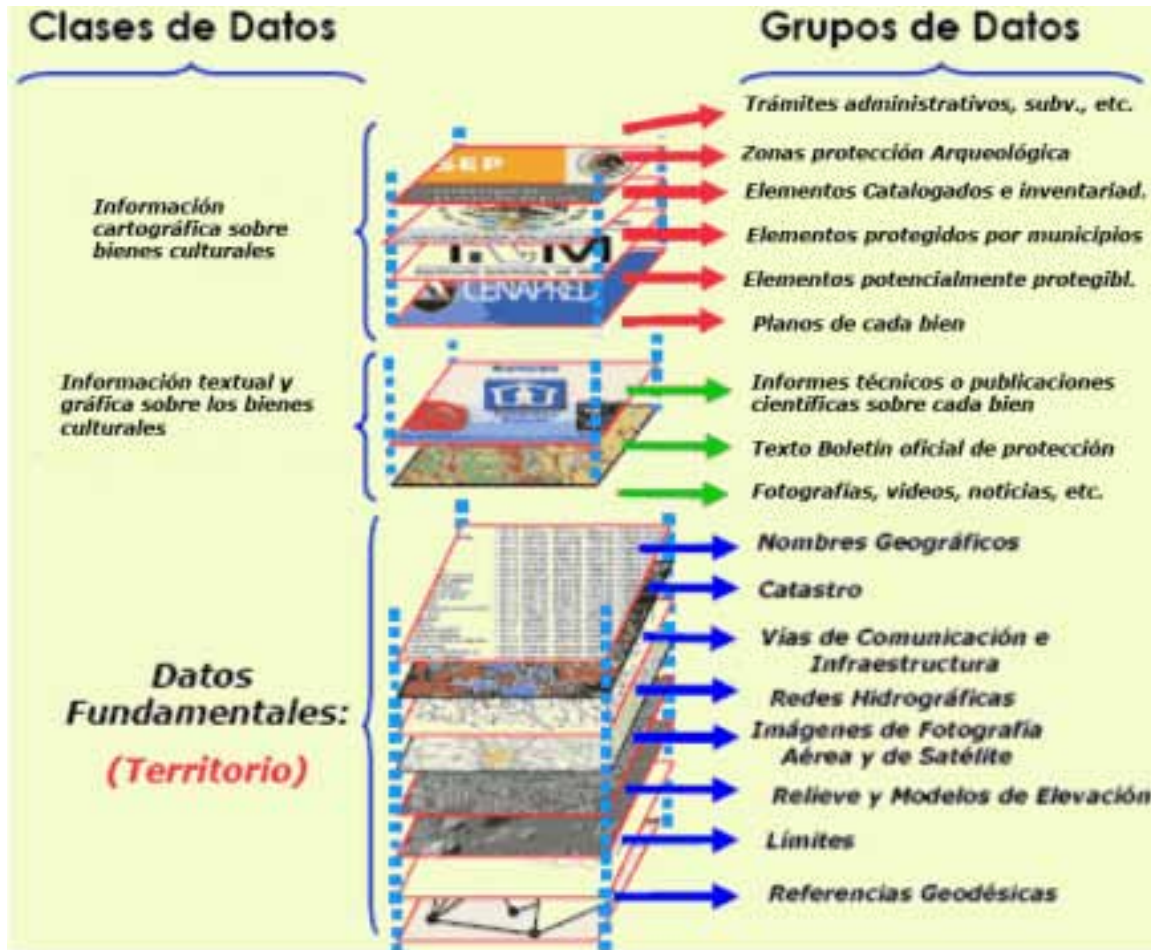 Clases de Datos
Grupos de Datos
Información
cartográfica sobre
bienes culturales
Trámites administrativos, subv., etc.
Zonas protección Arqueológica
Elementos Catalogados e inventariad.
Elementos protegidos por municipios
Elementos potencialmente protegibl.
Planos de cada bien
SEP
CENAPRED
Información textual y
gráfica sobre los bienes
culturales
Informes técnicos o publicaciones
científicas sobre cada bien
Texto Boletín oficial de protección
Fotografías, videos, noticias, etc.
Datos
Fundamentales:
(Territorio)
Nombres Geográficos
Catastro
Vías de Comunicación e
Infraestructura
Redes Hidrográficas
Imágenes de Fotografía
Aérea y de Satélite
Relieve y Modelos de Elevación
Límites
Referencias Geodésicas